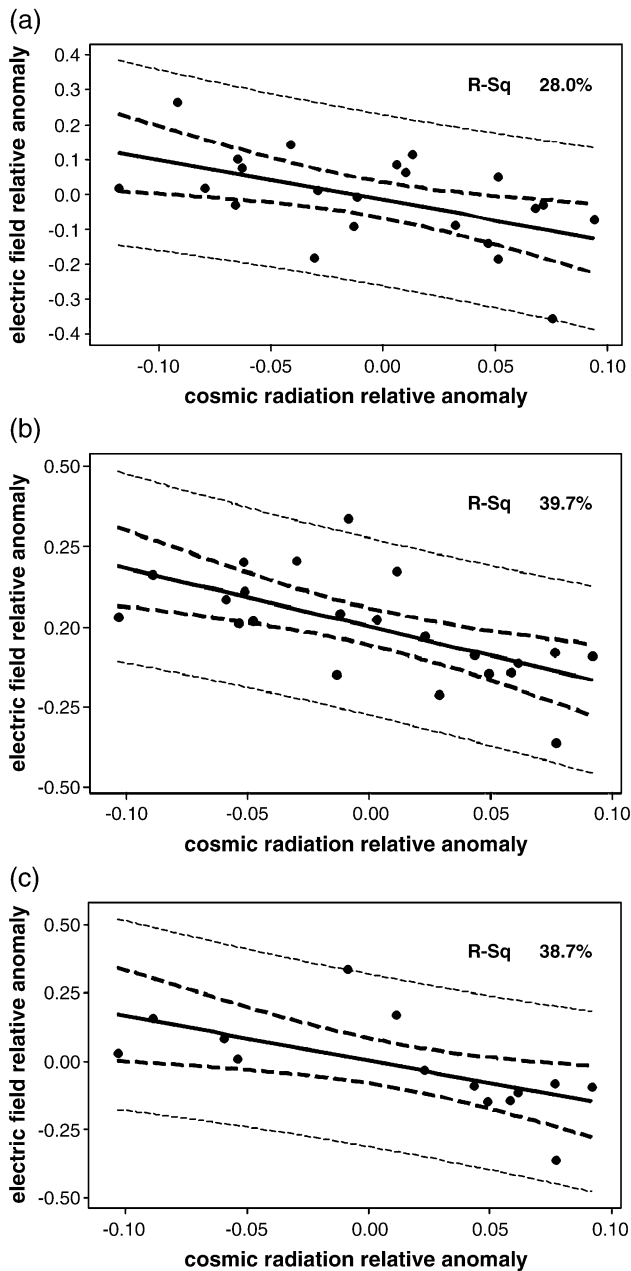 (a)
R-Sq 28.0%
electric field relative anomaly
0.4
0.3
0.2
0.1
0.0
-0.1
-0.2
-0.3
-0.4
-0.10 -0.05 0.00 0.05 0.10
cosmic radiation relative anomaly
(b)
R-Sq 39.7%
electric field relative anomaly
0.50
0.25
0.20
-0.25
-0.50
-0.10 -0.05 0.00 0.05 0.10
cosmic radiation relative anomaly
(c)
R-Sq 38.7%
electric field relative anomaly
0.50
0.25
0.00
-0.25
-0.50
-0.10 -0.05 0.00 0.05 0.10
cosmic radiation relative anomaly